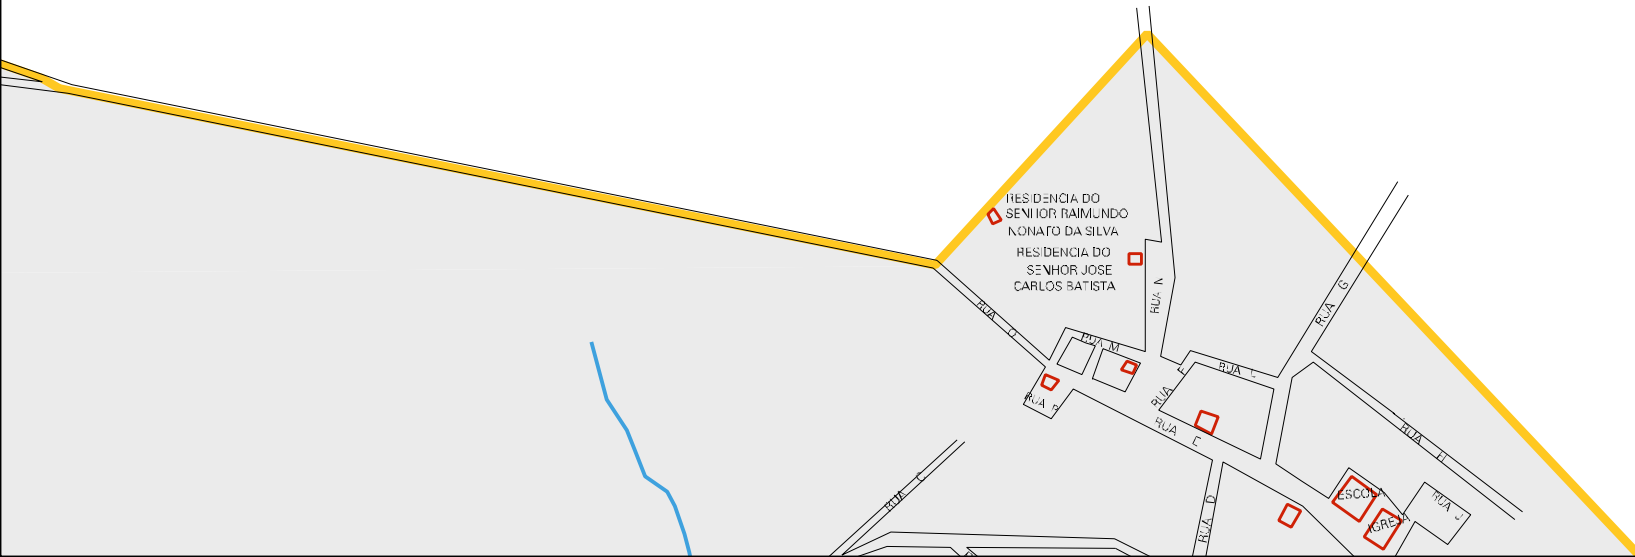 RESIDENCIA DO
SENHOR RAIMUNDO
NONATO DA SILVA
RESIDENCIA DO
SENHOR JOSE
CARLOS BATISTA
RUA N
RUA G
RUA O
RUA M
RUA L
RUA F
RUA P
RUA E
RUA H
RUA C
RUA D
ESCOLA
IGREJA
RUA J